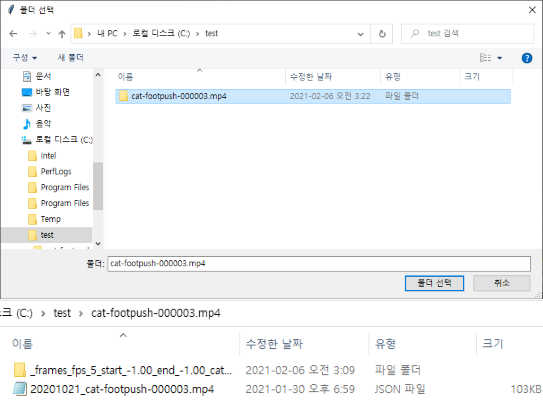 폴더 선택
내 PC > 로컬 디스크 (C:) > test
test 검색
구성
새 폴더
문서
바탕 화면
사진
음악
로컬 디스크 (C:)
Intel
PerfLogs
Program Files
Program Files
Temp
test
이름 수정한 날짜 유형 크기
cat-footpush-000003.mp4 2021-02-06 오전 3:22 파일 폴더
폴더: cat-footpush-000003.mp4
폴더 선택 취소
스크 (C:) > test > cat-footpush-000003.mp4
이름 수정한 날짜 유형 크기
_frames_fps_5_start_-1.00_end_-1.00_cat... 2021-02-06 오전 3:09 파일 폴더
20201021_cat-footpush-000003.mp4 2021-01-30 오후 6:59 JSON 파일 103KB